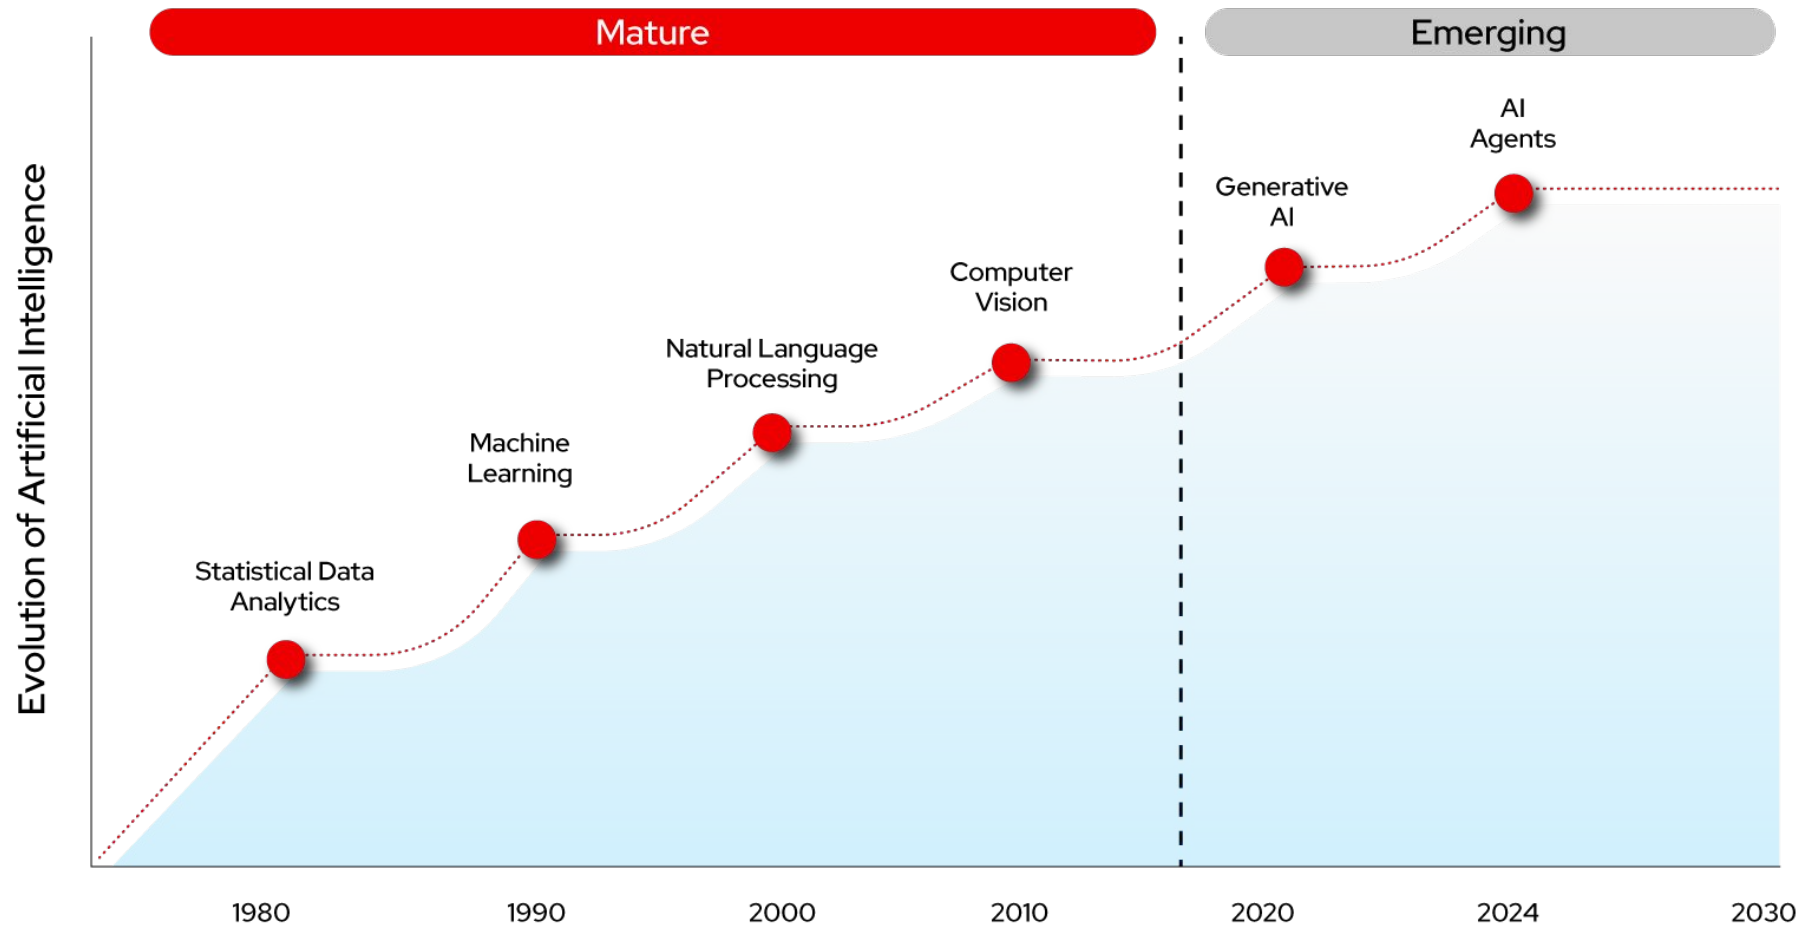 Mature
Emerging
AI
Agents
Generative
AI
Computer
Vision
Natural Language
Processing
Machine
Learning
Statistical Data
Analytics
Evolution of Artificial Intelligence
1980
1990
2000
2010
2020
2024
2030